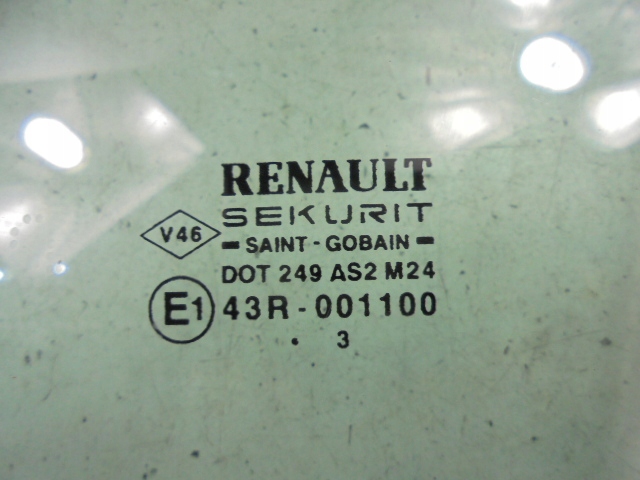 RENAULT
SEKURIT
V46
- SAINT-GOBAIN -
DOT 249 AS2 M24
E1 43R-001100
. 3